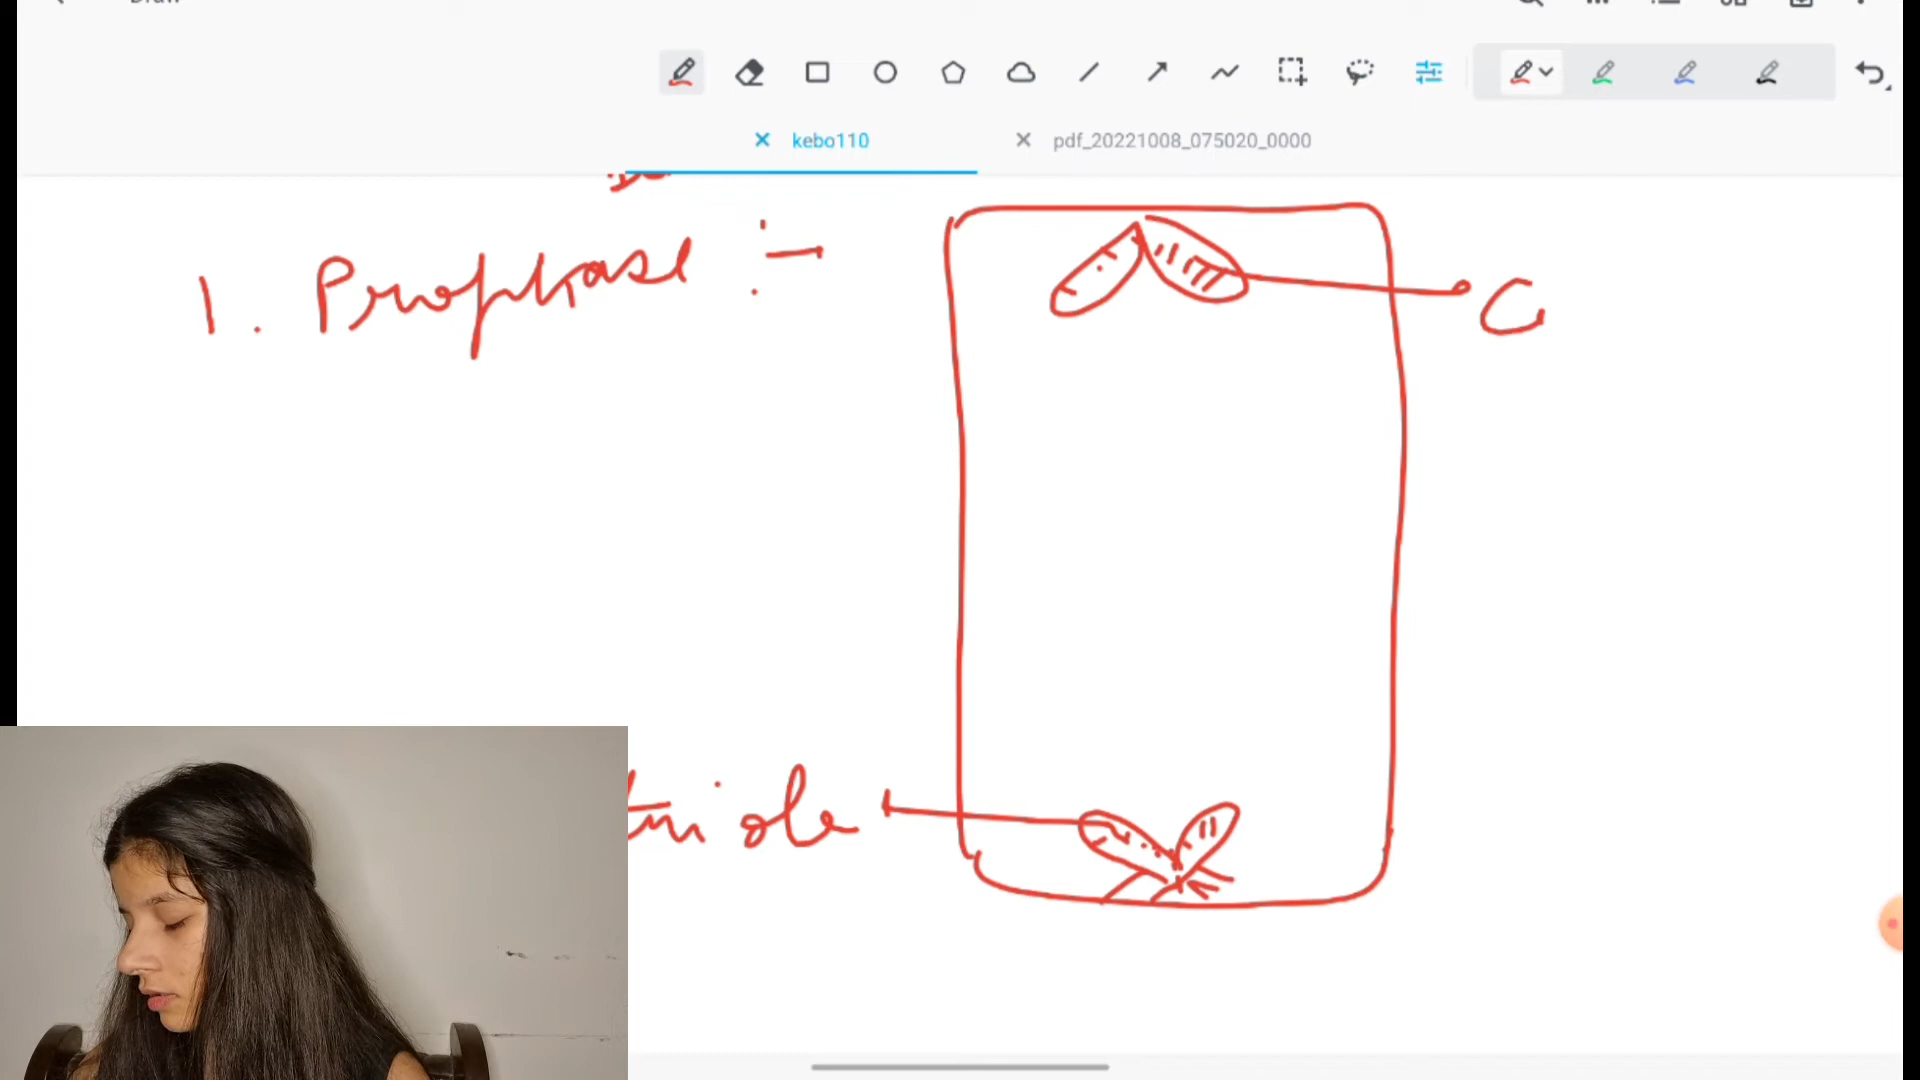 kebo110
pdf_20221008_075020_0000
1. Prophase :-
C
triole